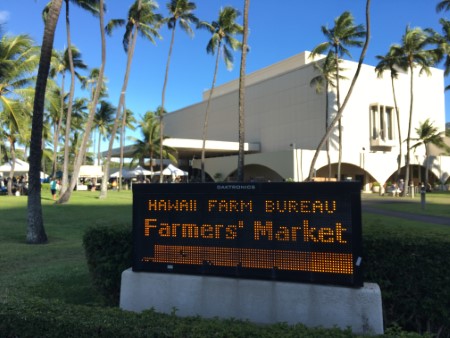 DAKTRONICS
HAWAII FARM BUREAU
Farmers' Market